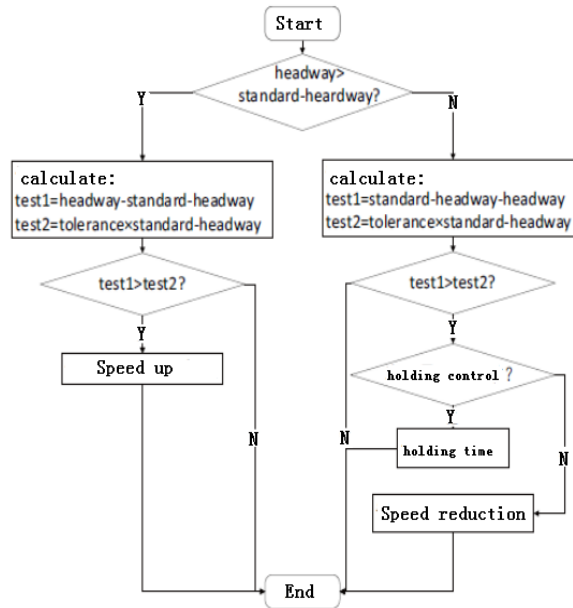 Start
headway>
standard-heardway?
Y
N
calculate:
test1=headway-standard-headway
test2=tolerance×standard-headway
calculate:
test1=standard-headway-headway
test2=tolerance×standard-headway
test1>test2?
test1>test2?
Y
Y
Speed up
holding control ?
Y
N
N
holding time
N
Speed reduction
End